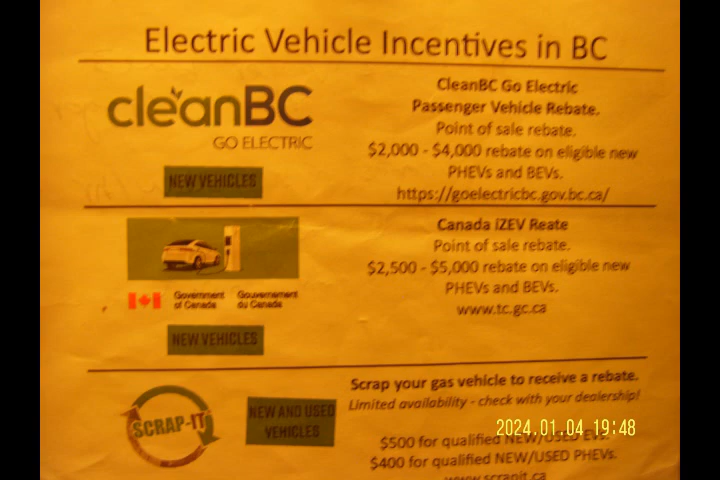 Electric Vehicle Incentives in BC
cleanBC
GO ELECTRIC
NEW VEHICLES
CleanBC Go Electric
Passenger Vehicle Rebate.
Point of sale rebate.
$2,000 - $4,000 rebate on eligible new
PHEVs and BEVs.
https://goelectricbc.gov.bc.ca/
Government of Canada
Gouvernement du Canada
NEW VEHICLES
Canada iZEV Reate
Point of sale rebate.
$2,500 - $5,000 rebate on eligible new
PHEVs and BEVs.
www.tc.gc.ca
SCRAP-IT
NEW AND USED
VEHICLES
Scrap your gas vehicle to receive a rebate.
Limited availability - check with your dealership!
$500 for qualified NEW/USED EVs.
$400 for qualified NEW/USED PHEVs.
www.scrapit.ca
2024.01.04 19:48